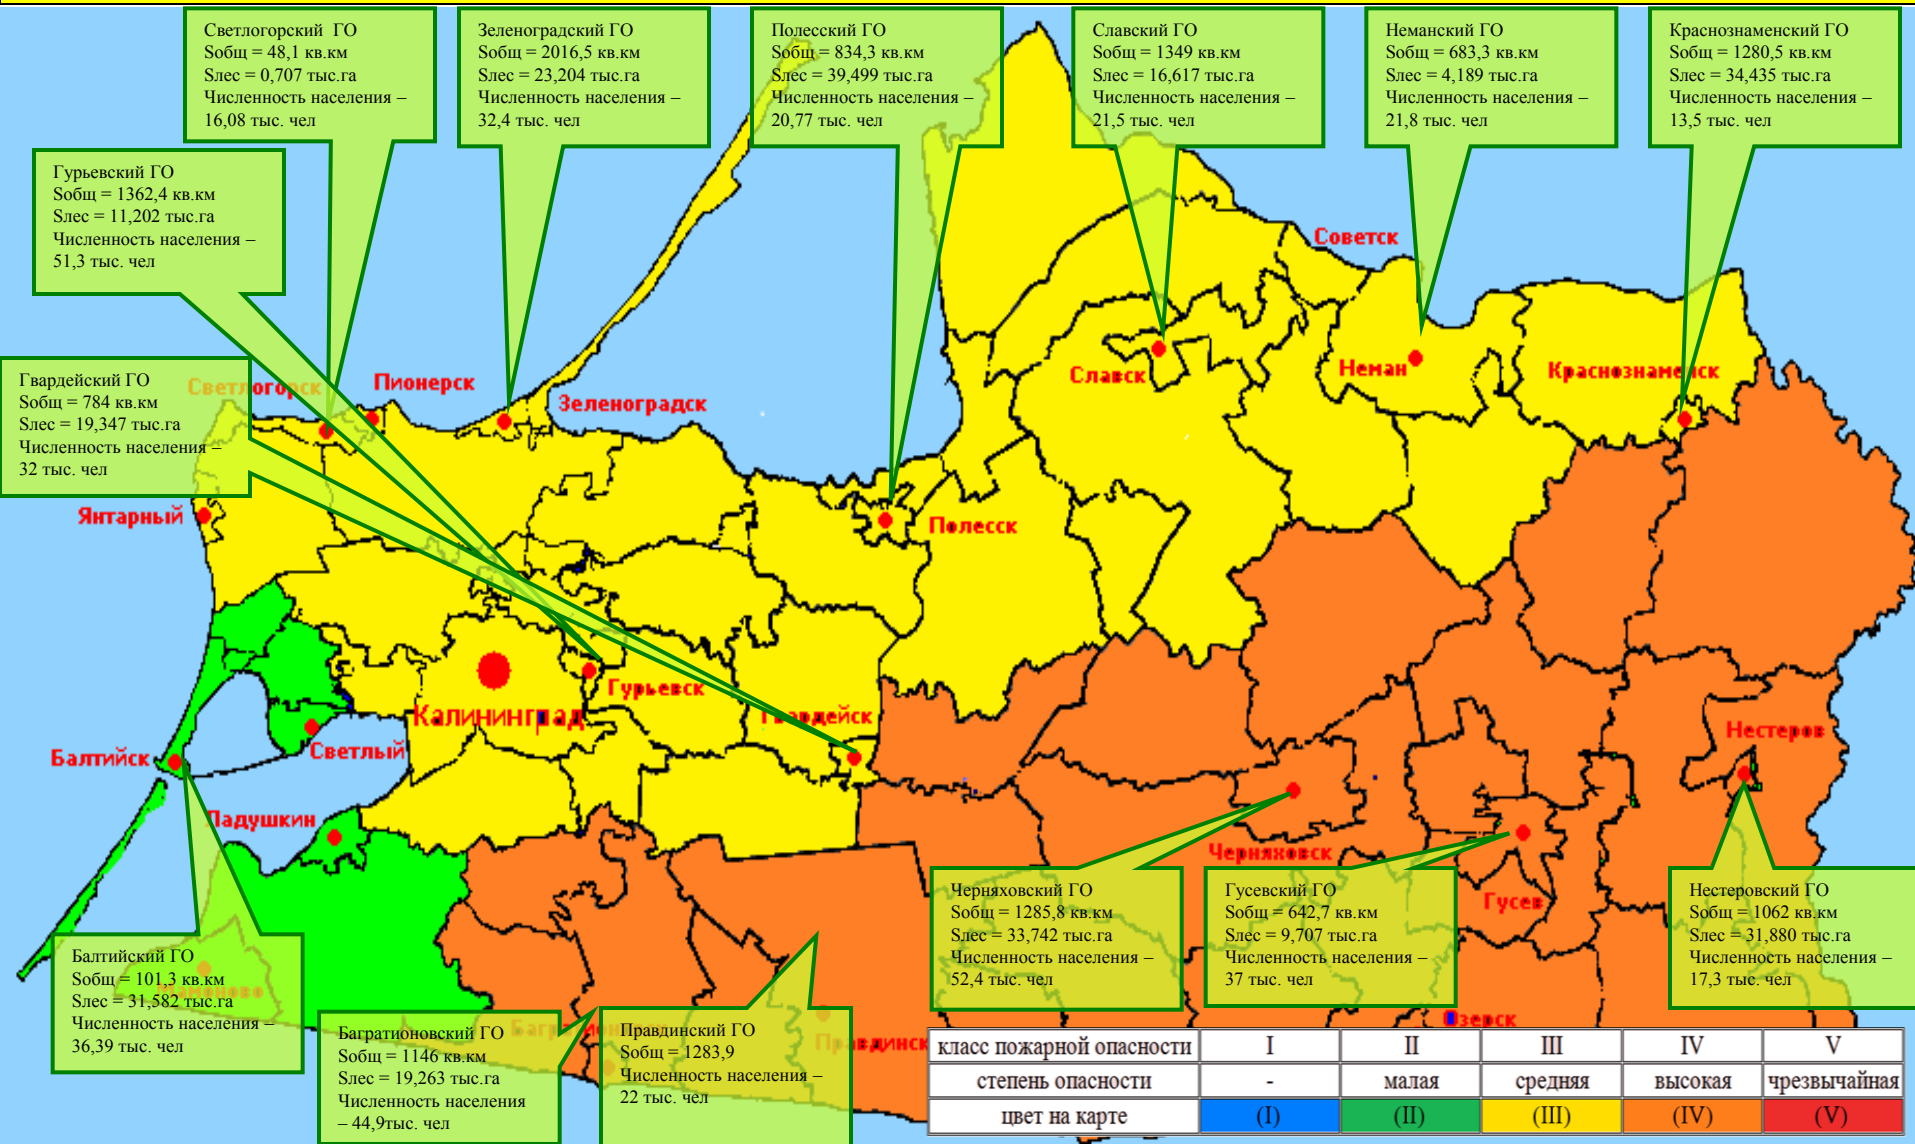 Светлогорский ГО
Sобщ = 48,1 кв.км
Sлес = 0,707 тыс.га
Численность населения –
16,08 тыс. чел
Зеленоградский ГО
Sобщ = 2016,5 кв.км
Sлес = 23,204 тыс.га
Численность населения –
32,4 тыс. чел
Полесский ГО
Sобщ = 834,3 кв.км
Sлес = 39,499 тыс.га
Численность населения –
20,77 тыс. чел
Славский ГО
Sобщ = 1349 кв.км
Sлес = 16,617 тыс.га
Численность населения –
21,5 тыс. чел
Неманский ГО
Sобщ = 683,3 кв.км
Sлес = 4,189 тыс.га
Численность населения –
21,8 тыс. чел
Краснознаменский ГО
Sобщ = 1280,5 кв.км
Sлес = 34,435 тыс.га
Численность населения –
13,5 тыс. чел
Гурьевский ГО
Sобщ = 1362,4 кв.км
Sлес = 11,202 тыс.га
Численность населения –
51,3 тыс. чел
Гвардейский ГО
Sобщ = 784 кв.км
Sлес = 19,347 тыс.га
Численность населения –
32 тыс. чел
Советск
Светлогорск
Пионерск
Зеленоградск
Славск
Неман
Краснознаменск
Янтарный
Полесск
Гурьевск
Калининград
Гвардейск
Нестеров
Балтийск
Светлый
Ладушкин
Черняховск
Гусев
Черняховский ГО
Sобщ = 1285,8 кв.км
Sлес = 33,742 тыс.га
Численность населения –
52,4 тыс. чел
Гусевский ГО
Sобщ = 642,7 кв.км
Sлес = 9,707 тыс.га
Численность населения –
37 тыс. чел
Нестеровский ГО
Sобщ = 1062 кв.км
Sлес = 31,880 тыс.га
Численность населения –
17,3 тыс. чел
Балтийский ГО
Sобщ = 101,3 кв.км
Sлес = 31,582 тыс.га
Численность населения –
36,39 тыс. чел
Мамоново
Багратионовский ГО
Sобщ = 1146 кв.км
Sлес = 19,263 тыс.га
Численность населения
– 44,9тыс. чел
Правдинский ГО
Sобщ = 1283,9
Численность населения –
22 тыс. чел
Правдинск
Озерск
класс пожарной опасности I II III IV V
степень опасности - малая средняя высокая чрезвычайная
цвет на карте (I) (II) (III) (IV) (V)